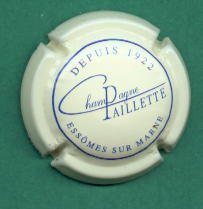 DEPUIS 1922
Champagne
PAILLETTE
ESSÔMES SUR MARNE